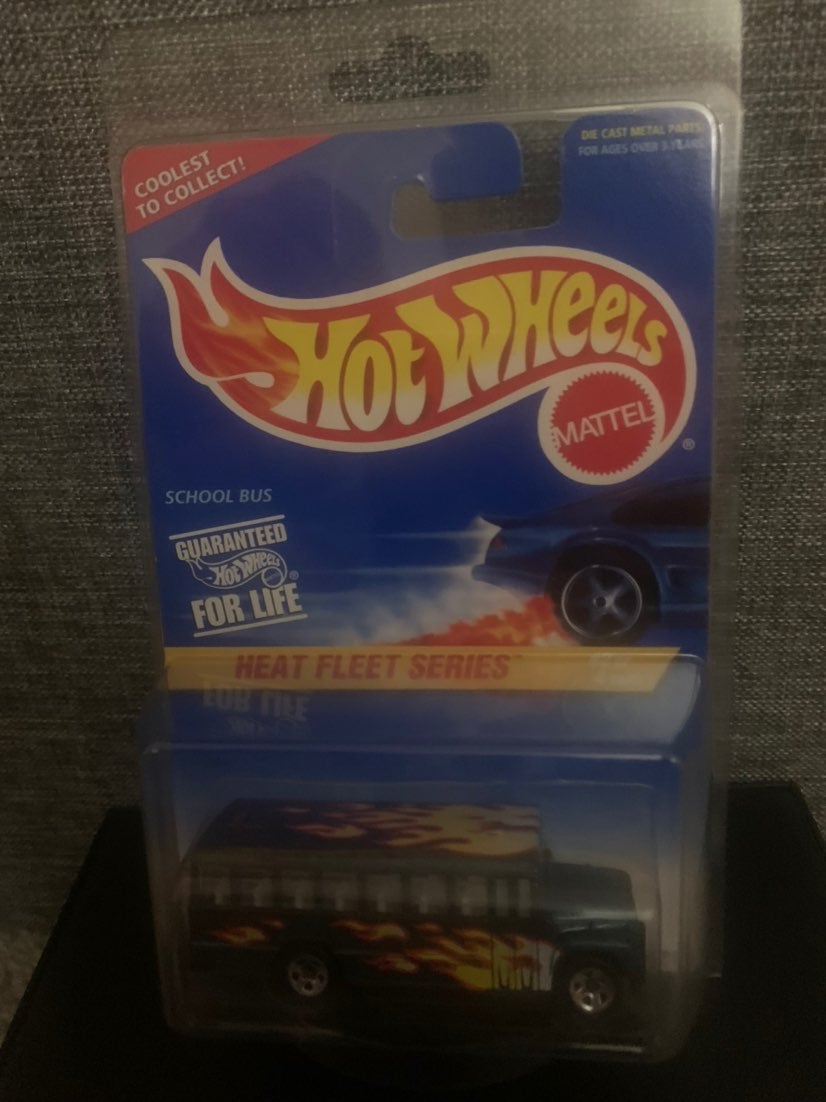 DIE CAST METAL PARTS
FOR AGES OVER 3 YEARS
COOLEST
TO COLLECT!
HOT WHEELS
MATTEL
®
SCHOOL BUS
GUARANTEED
HOT WHEELS
®
FOR LIFE
HEAT FLEET SERIES™